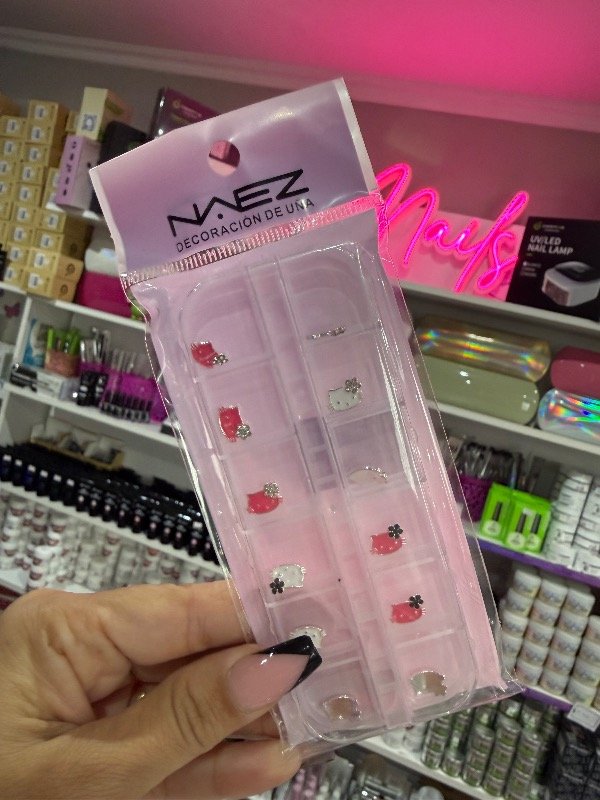 NAEZ
DECORACIÓN DE UÑA
Nails
UV/LED
NAIL LAMP